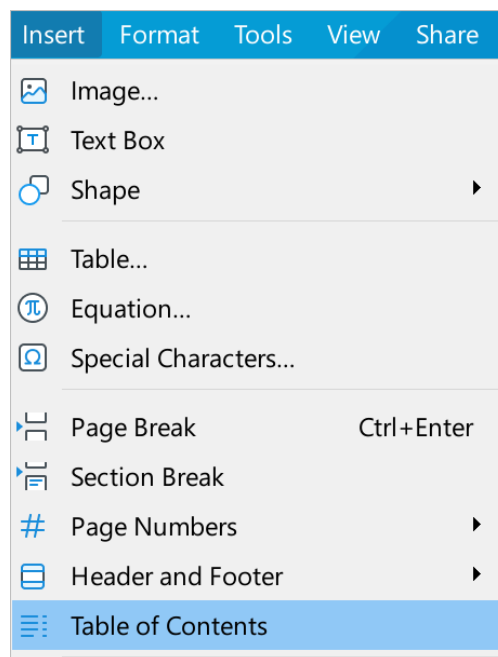 Insert Format Tools View Share
Image...
Text Box
Shape
Table...
Equation...
Special Characters...
Page Break Ctrl+Enter
Section Break
Page Numbers
Header and Footer
Table of Contents